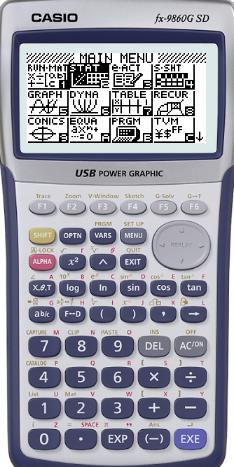 CASIO fx-9860G SD
MAIN MENU
RUN-MAT STAT e-ACT S-SHT
GRAPH DYNA TABLE RECUR
CONICS EQUA PRGM TVM
USB POWER GRAPHIC
Trace Zoom V-Window Sketch G-Solv G↔T
F1 F2 F3 F4 F5 F6
PRGM SET UP
SHIFT OPTN VARS MENU
A-LOCK QUIT REPLAY
ALPHA x² ^ EXIT
X,θ,T log ln sin cos tan
a b/c F↔D ( ) , →
CAPTURE CLIP PASTE INS OFF
7 8 9 DEL AC/ON
CATALOG
4 5 6 × ÷
List Mat
1 2 3 + −
SPACE Ans
0 . EXP (−) EXE